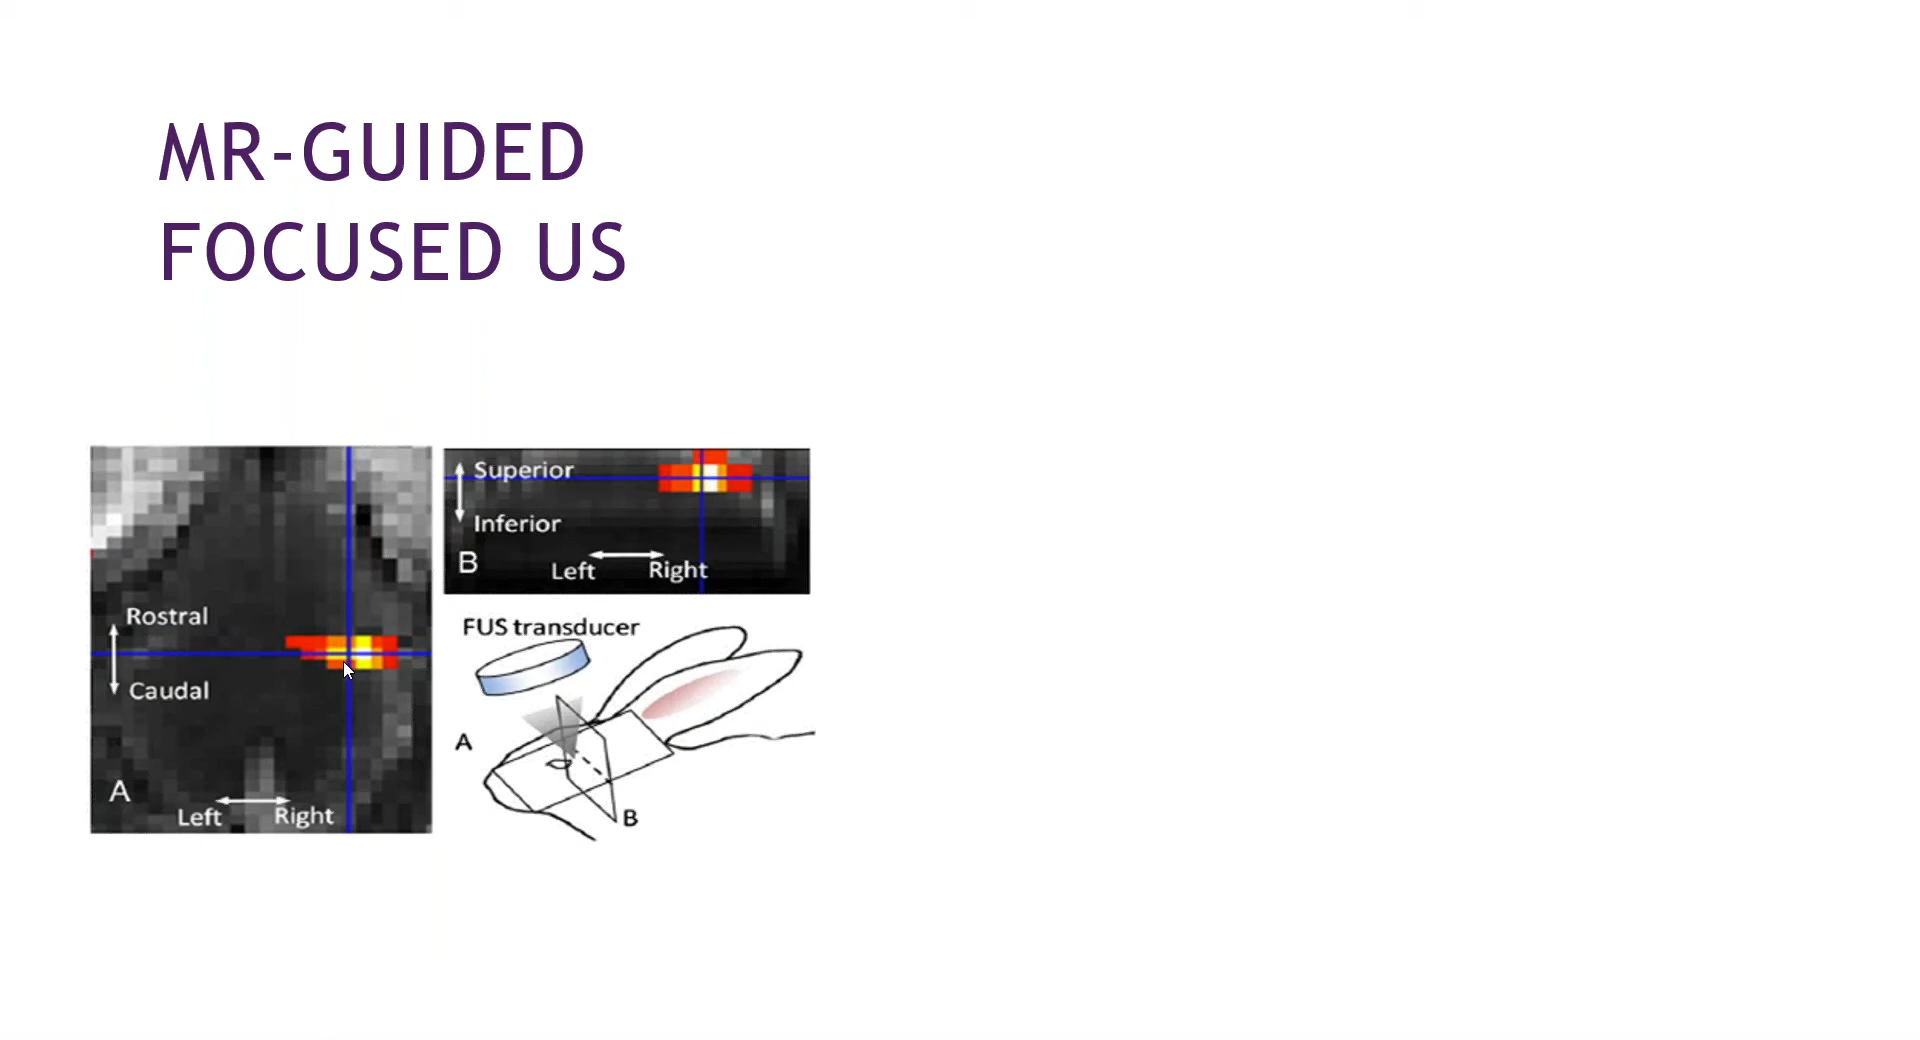 MR-GUIDED
FOCUSED US
Rostral
Caudal
A
Left Right
Superior
Inferior
B
Left Right
FUS transducer
A
B